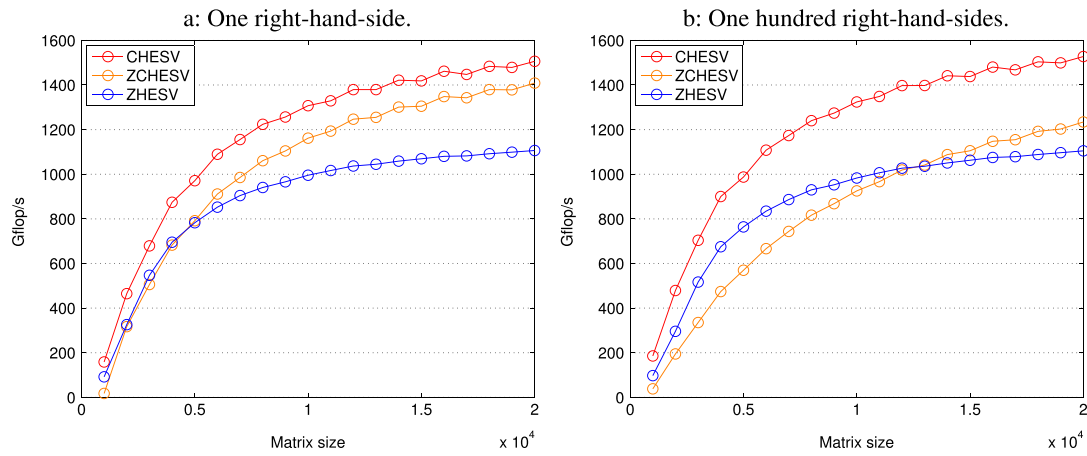 a: One right-hand-side.
1600
1400
1200
1000
800
600
400
200
0
Gflop/s
CHESV
ZCHESV
ZHESV
0
0.5
1
1.5
2
x 10^4
Matrix size
b: One hundred right-hand-sides.
1600
1400
1200
1000
800
600
400
200
0
Gflop/s
CHESV
ZCHESV
ZHESV
0
0.5
1
1.5
2
x 10^4
Matrix size